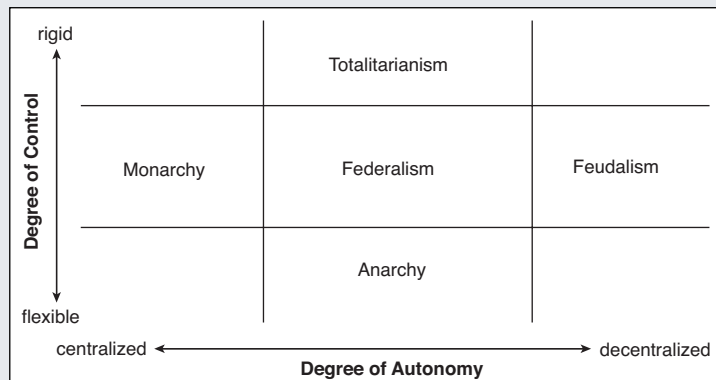 rigid
Totalitarianism
Degree of Control
Monarchy
Federalism
Feudalism
Anarchy
flexible
centralized
decentralized
Degree of Autonomy